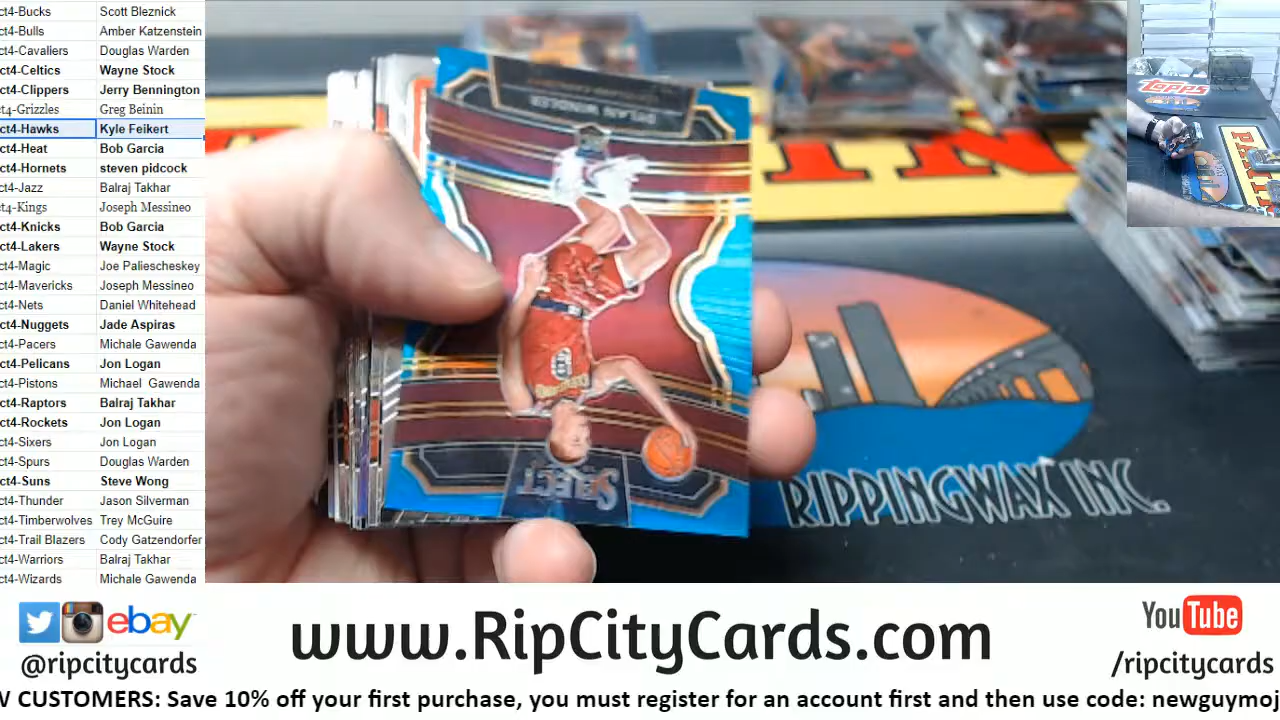 ct4-Bucks Scott Bleznick
ct4-Bulls Amber Katzenstein
ct4-Cavaliers Douglas Warden
ct4-Celtics Wayne Stock
ct4-Clippers Jerry Bennington
ct4-Grizzles Greg Beinin
ct4-Hawks Kyle Feikert
ct4-Heat Bob Garcia
ct4-Hornets steven pidcock
ct4-Jazz Balraj Takhar
ct4-Kings Joseph Messineo
ct4-Knicks Bob Garcia
ct4-Lakers Wayne Stock
ct4-Magic Joe Paliescheskey
ct4-Mavericks Joseph Messineo
ct4-Nets Daniel Whitehead
ct4-Nuggets Jade Aspiras
ct4-Pacers Michale Gawenda
ct4-Pelicans Jon Logan
ct4-Pistons Michael Gawenda
ct4-Raptors Balraj Takhar
ct4-Rockets Jon Logan
ct4-Sixers Jon Logan
ct4-Spurs Douglas Warden
ct4-Suns Steve Wong
ct4-Thunder Jason Silverman
ct4-Timberwolves Trey McGuire
ct4-Trail Blazers Cody Gatzendorfer
ct4-Warriors Balraj Takhar
ct4-Wizards Michale Gawenda
DYLAN WINDLER
SELECT
RIPPINGWAX INC.
topps
ebay
@ripcitycards
www.RipCityCards.com
YouTube
/ripcitycards
W CUSTOMERS: Save 10% off your first purchase, you must register for an account first and then use code: newguymoj